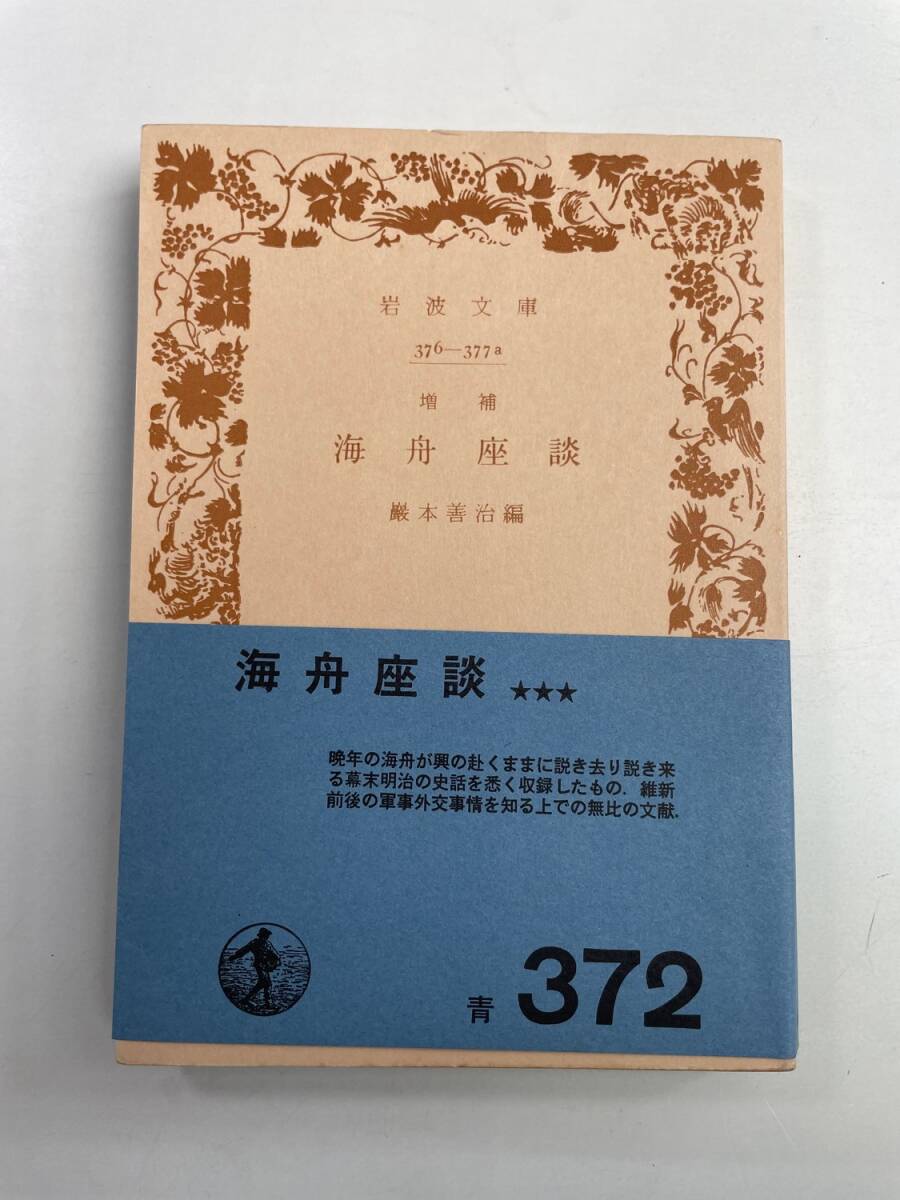 岩波文庫
376—377a
増補
海舟座談
巌本善治編
海舟座談 ★★★
晩年の海舟が興の赴くままに説き去り説き来
る幕末明治の史話を悉く収録したもの．維新
前後の軍事外交事情を知る上での無比の文献．
青 372